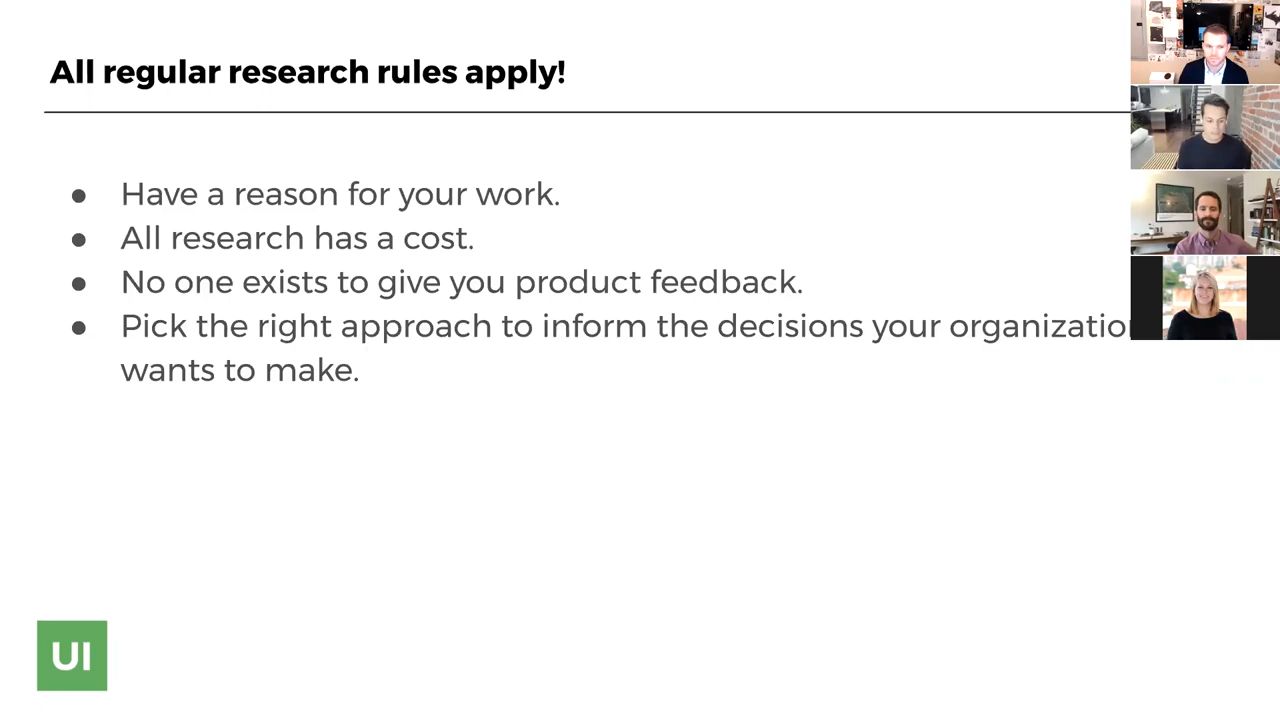 All regular research rules apply!
● Have a reason for your work.
● All research has a cost.
● No one exists to give you product feedback.
● Pick the right approach to inform the decisions your organization
wants to make.
UI